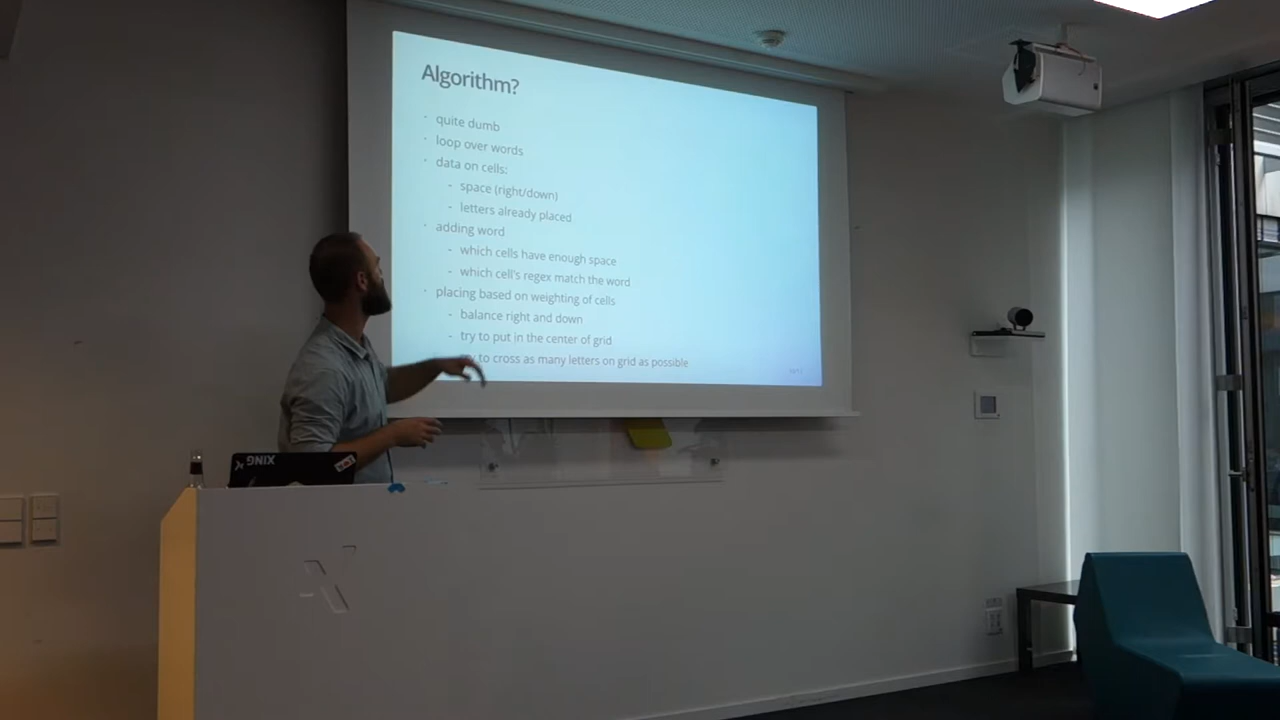 Algorithm?
· quite dumb
· loop over words
· data on cells:
- space (right/down)
- letters already placed
· adding word
- which cells have enough space
- which cell's regex match the word
· placing based on weighting of cells
- balance right and down
- try to put in the center of grid
to cross as many letters on grid as possible
XING